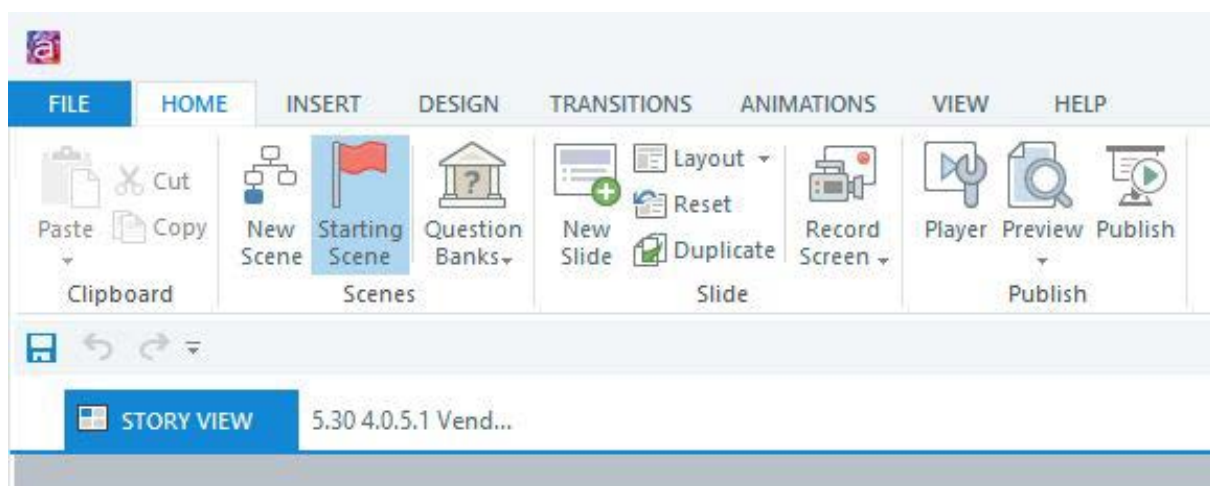 a
FILE HOME INSERT DESIGN TRANSITIONS ANIMATIONS VIEW HELP
Paste
Cut
Copy
Clipboard
New
Scene
Starting
Scene
?
Question
Banks
Scenes
New
Slide
Layout
Reset
Duplicate
Record
Screen
Slide
Player
Preview
Publish
Publish
STORY VIEW 5.30 4.0.5.1 Vend...